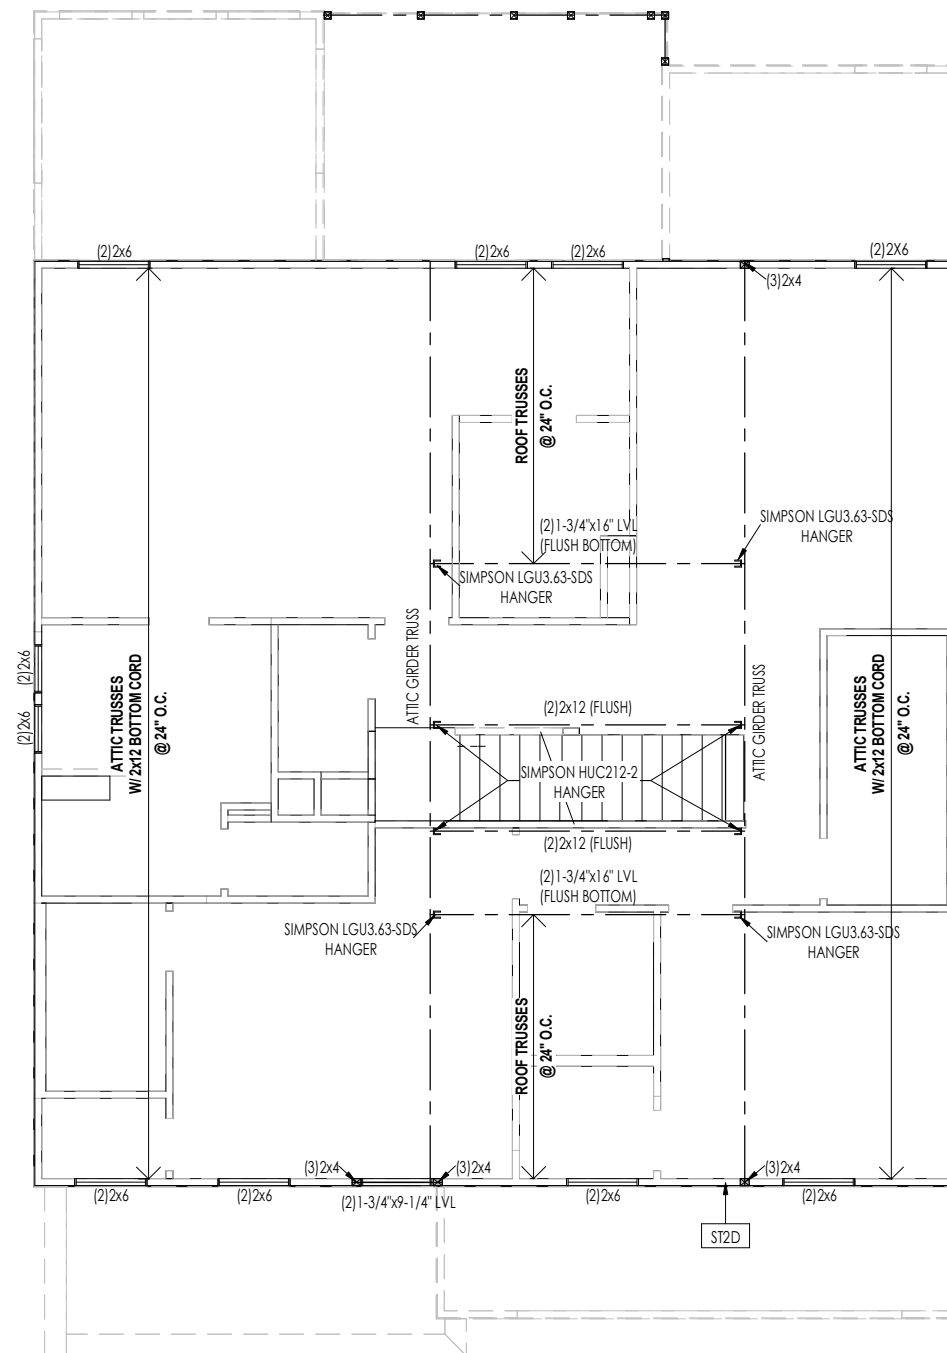 (2)2x6
(2)2x6
(2)2x6
(2)2X6
(3)2x4
ROOF TRUSSES
@ 24" O.C.
(2)1-3/4"x16" LVL
(FLUSH BOTTOM)
SIMPSON LGU3.63-SDS
HANGER
SIMPSON LGU3.63-SDS
HANGER
ATTIC GIRDER TRUSS
(2)2x6
(2)2x6
ATTIC TRUSSES
W/ 2x12 BOTTOM CORD
@ 24" O.C.
ATTIC GIRDER TRUSS
ATTIC TRUSSES
W/ 2x12 BOTTOM CORD
@ 24" O.C.
(2)2x12 (FLUSH)
SIMPSON HUC212-2
HANGER
(2)2x12 (FLUSH)
(2)1-3/4"x16" LVL
(FLUSH BOTTOM)
SIMPSON LGU3.63-SDS
HANGER
SIMPSON LGU3.63-SDS
HANGER
ROOF TRUSSES
@ 24" O.C.
(3)2x4
(3)2x4
(3)2x4
(2)2x6
(2)2x6
(2)1-3/4"x9-1/4" LVL
(2)2x6
(2)2x6
ST2D